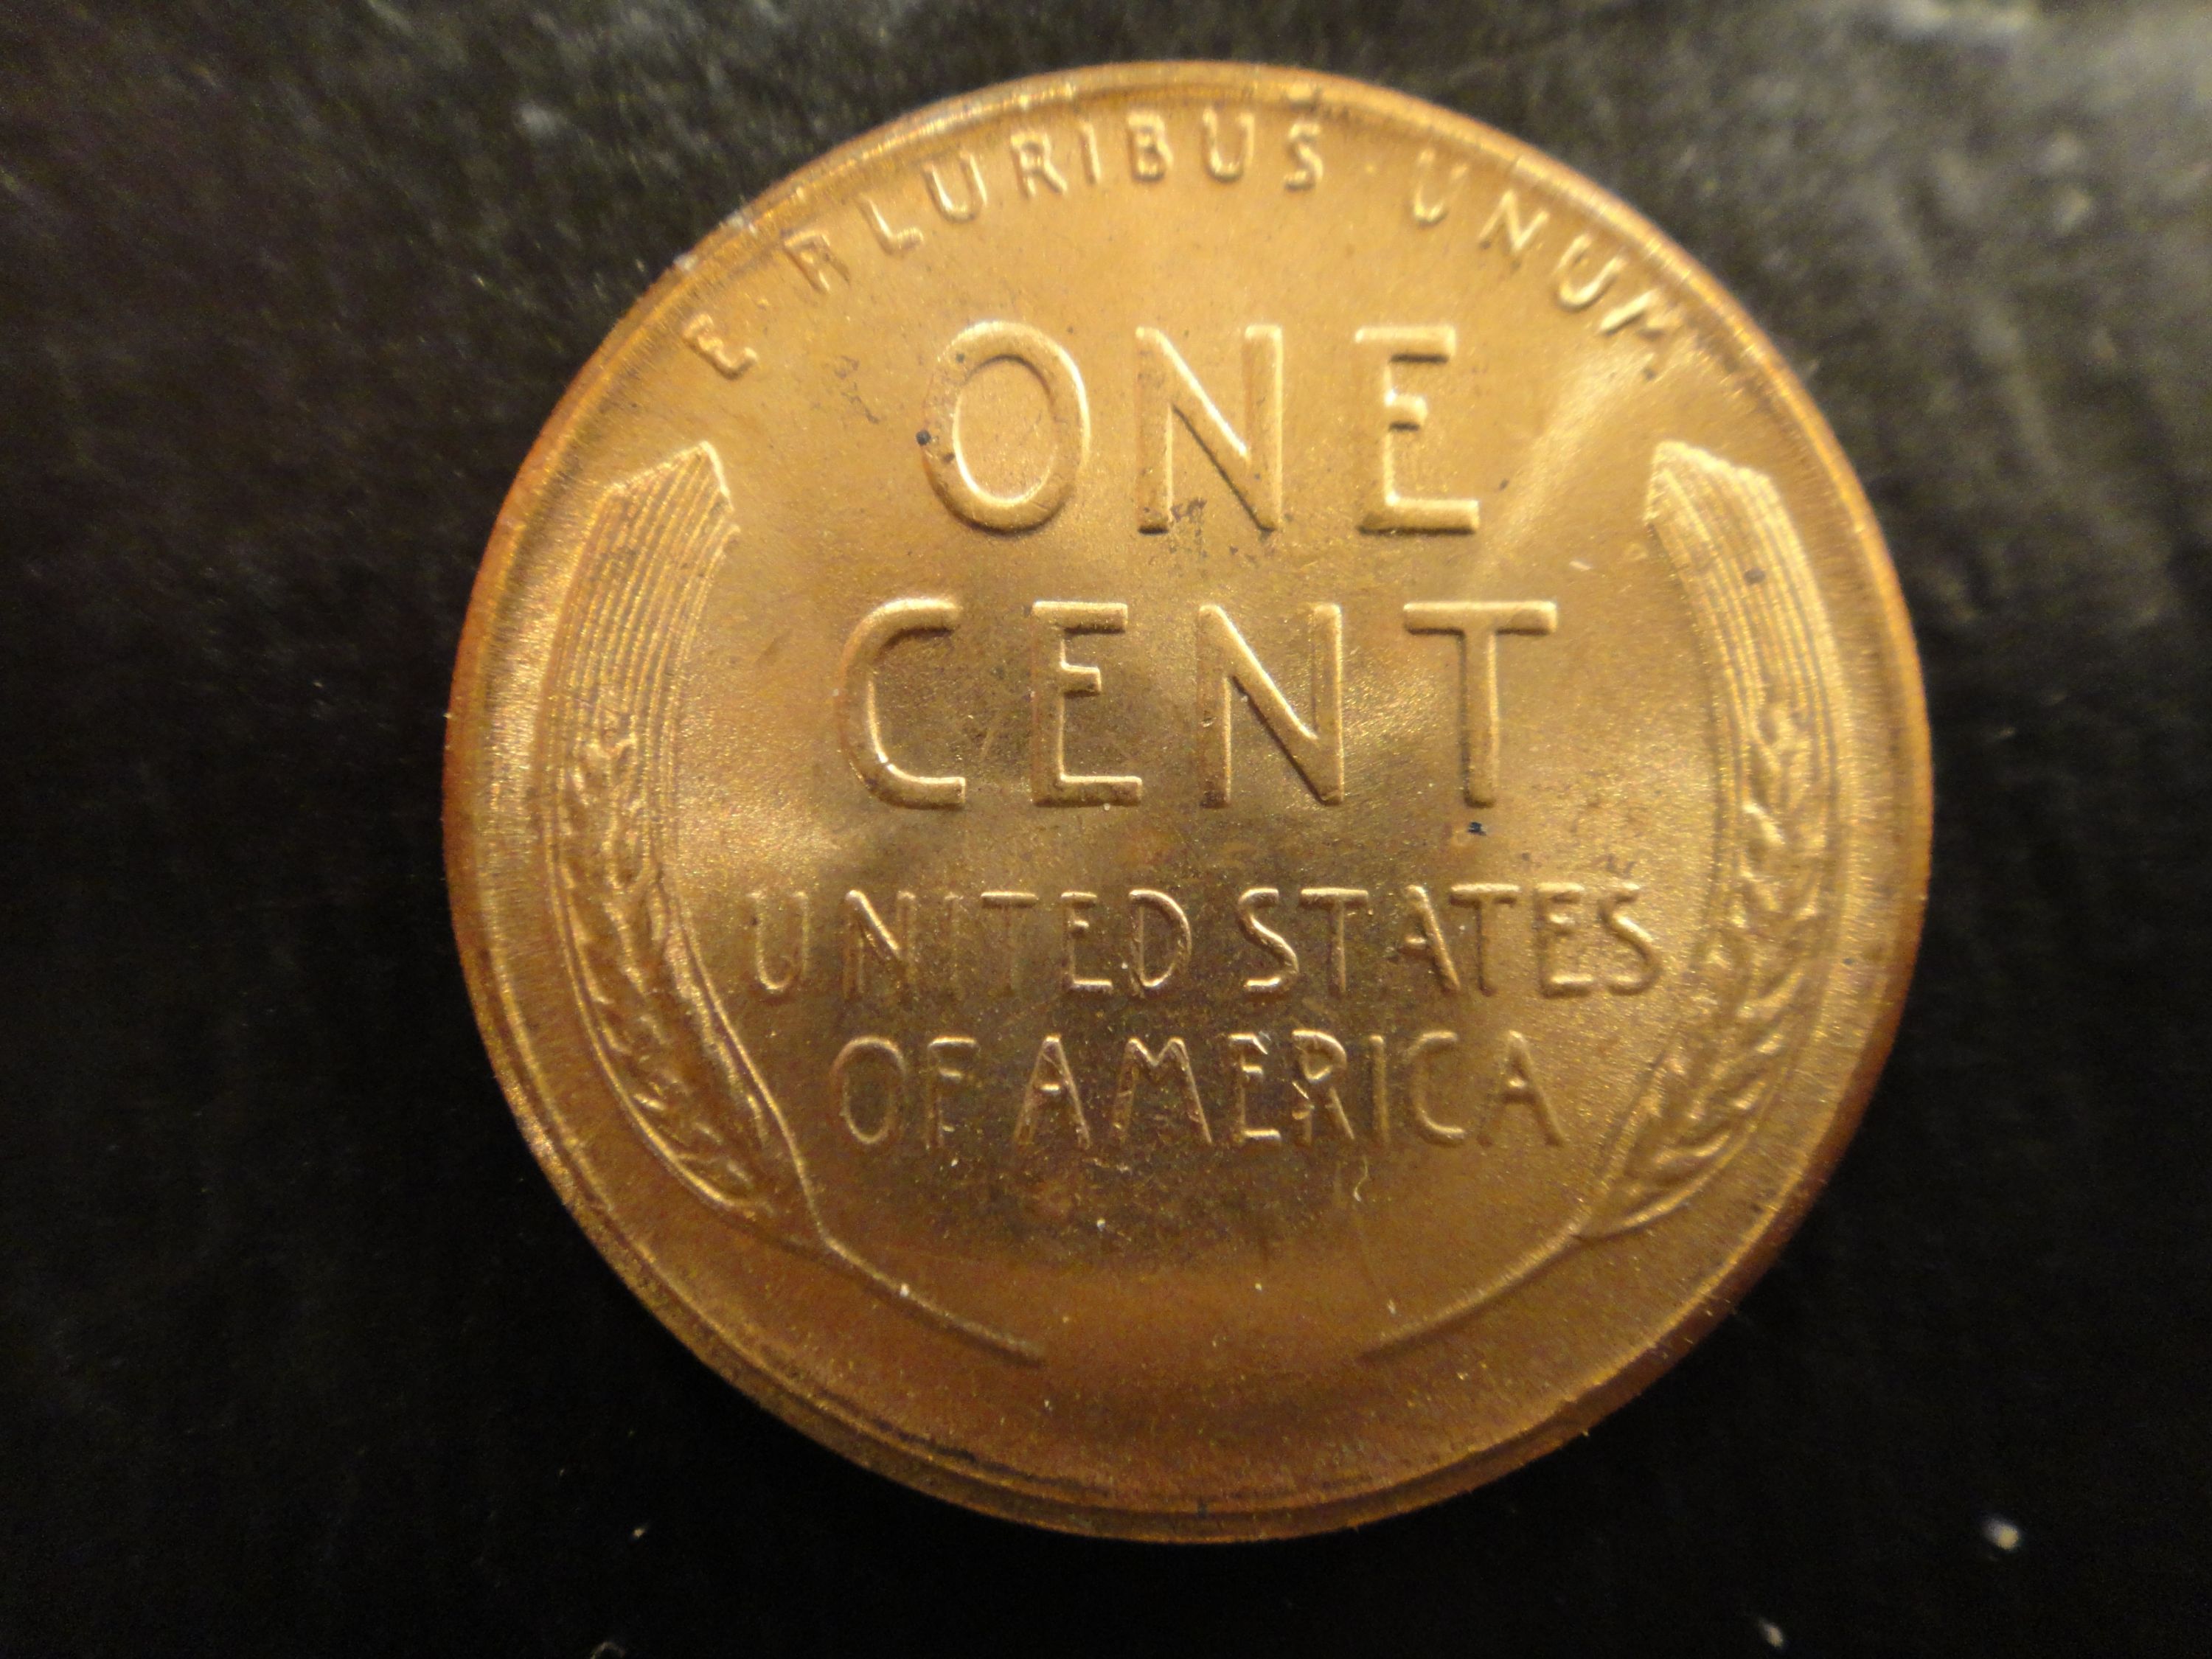 E·PLURIBUS·UNUM
ONE
CENT
UNITED STATES
OF AMERICA